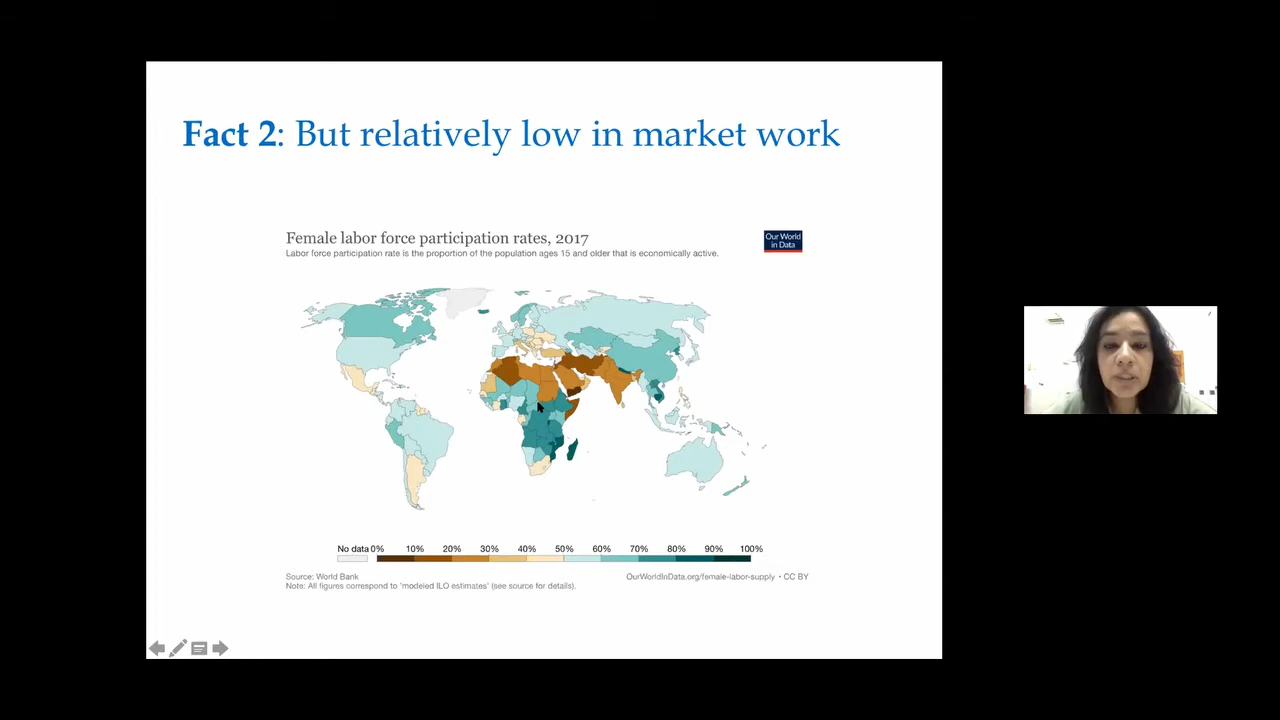 Fact 2: But relatively low in market work
Female labor force participation rates, 2017
Labor force participation rate is the proportion of the population ages 15 and older that is economically active.
Our World
in Data
No data 0% 10% 20% 30% 40% 50% 60% 70% 80% 90% 100%
Source: World Bank
OurWorldInData.org/female-labor-supply • CC BY
Note: All figures correspond to 'modeled ILO estimates' (see source for details).